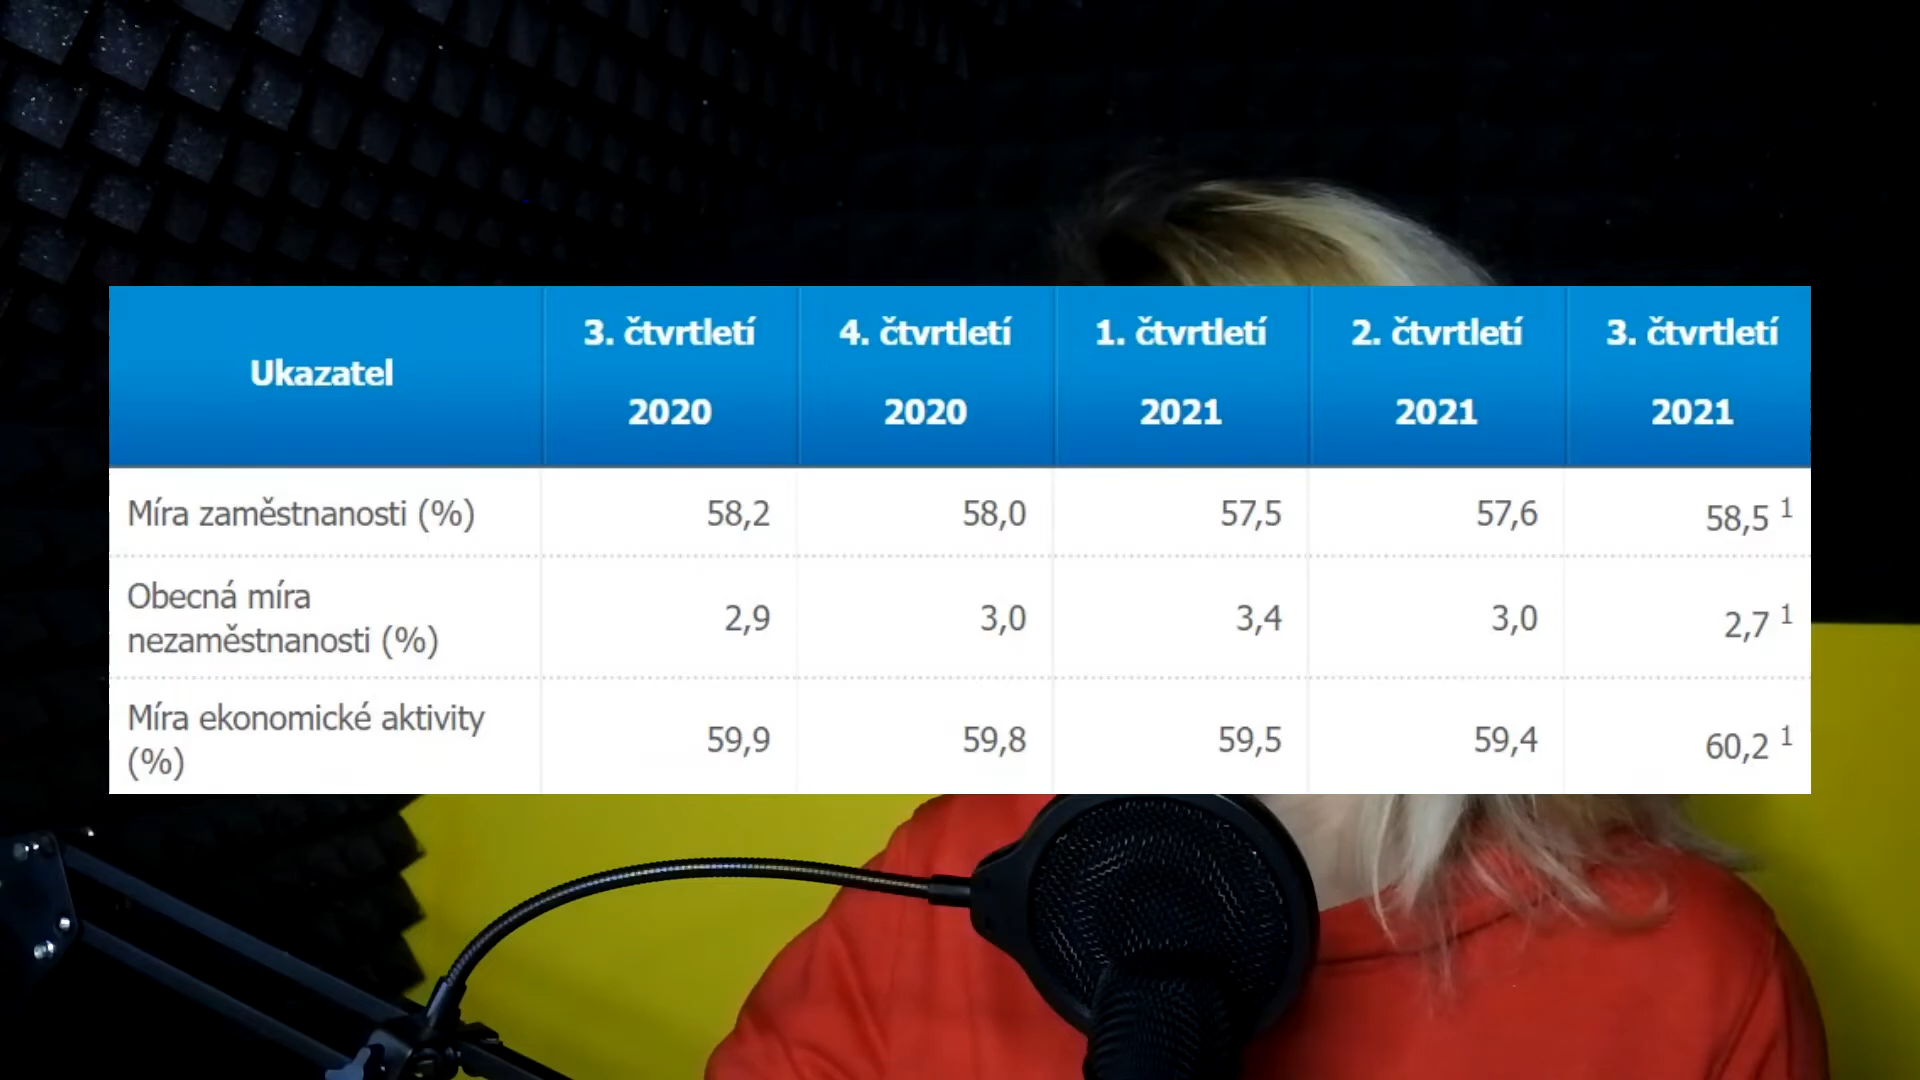 Ukazatel
3. čtvrtletí 2020
4. čtvrtletí 2020
1. čtvrtletí 2021
2. čtvrtletí 2021
3. čtvrtletí 2021
Míra zaměstnanosti (%) 58,2 58,0 57,5 57,6 58,5 1
Obecná míra
nezaměstnanosti (%) 2,9 3,0 3,4 3,0 2,7 1
Míra ekonomické aktivity
(%) 59,9 59,8 59,5 59,4 60,2 1